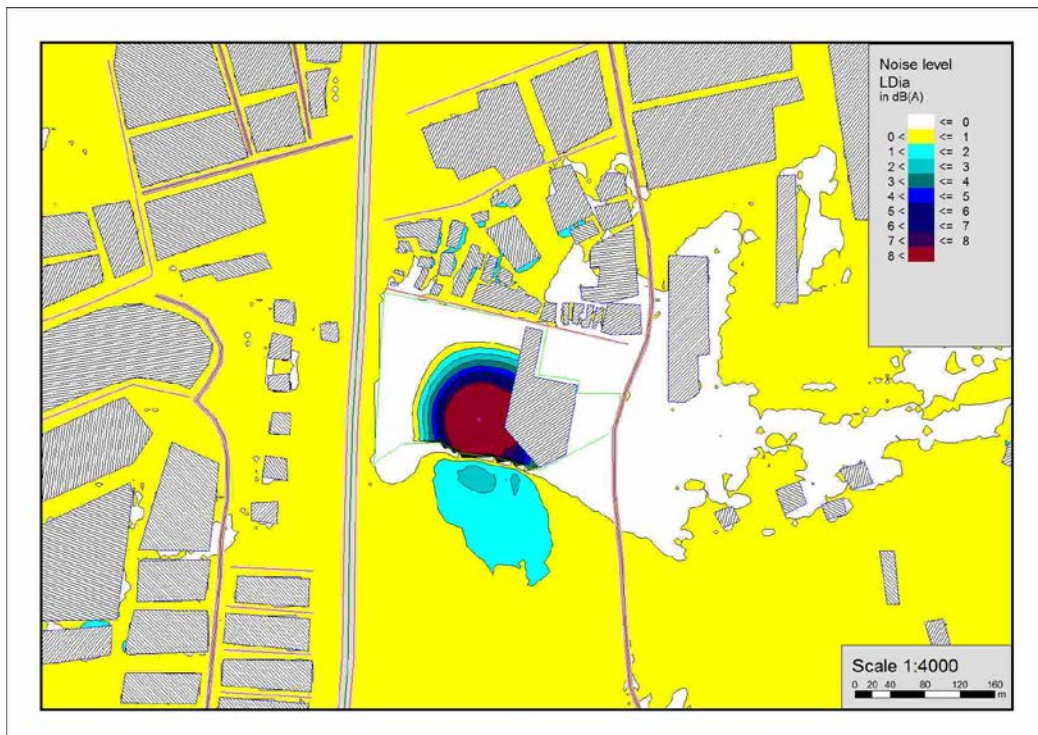 Noise level
LDia
in dB(A)
<= 0
0 < <= 1
1 < <= 2
2 < <= 3
3 < <= 4
4 < <= 5
5 < <= 6
6 < <= 7
7 < <= 8
8 <
Scale 1:4000
0 20 40 80 120 160
m